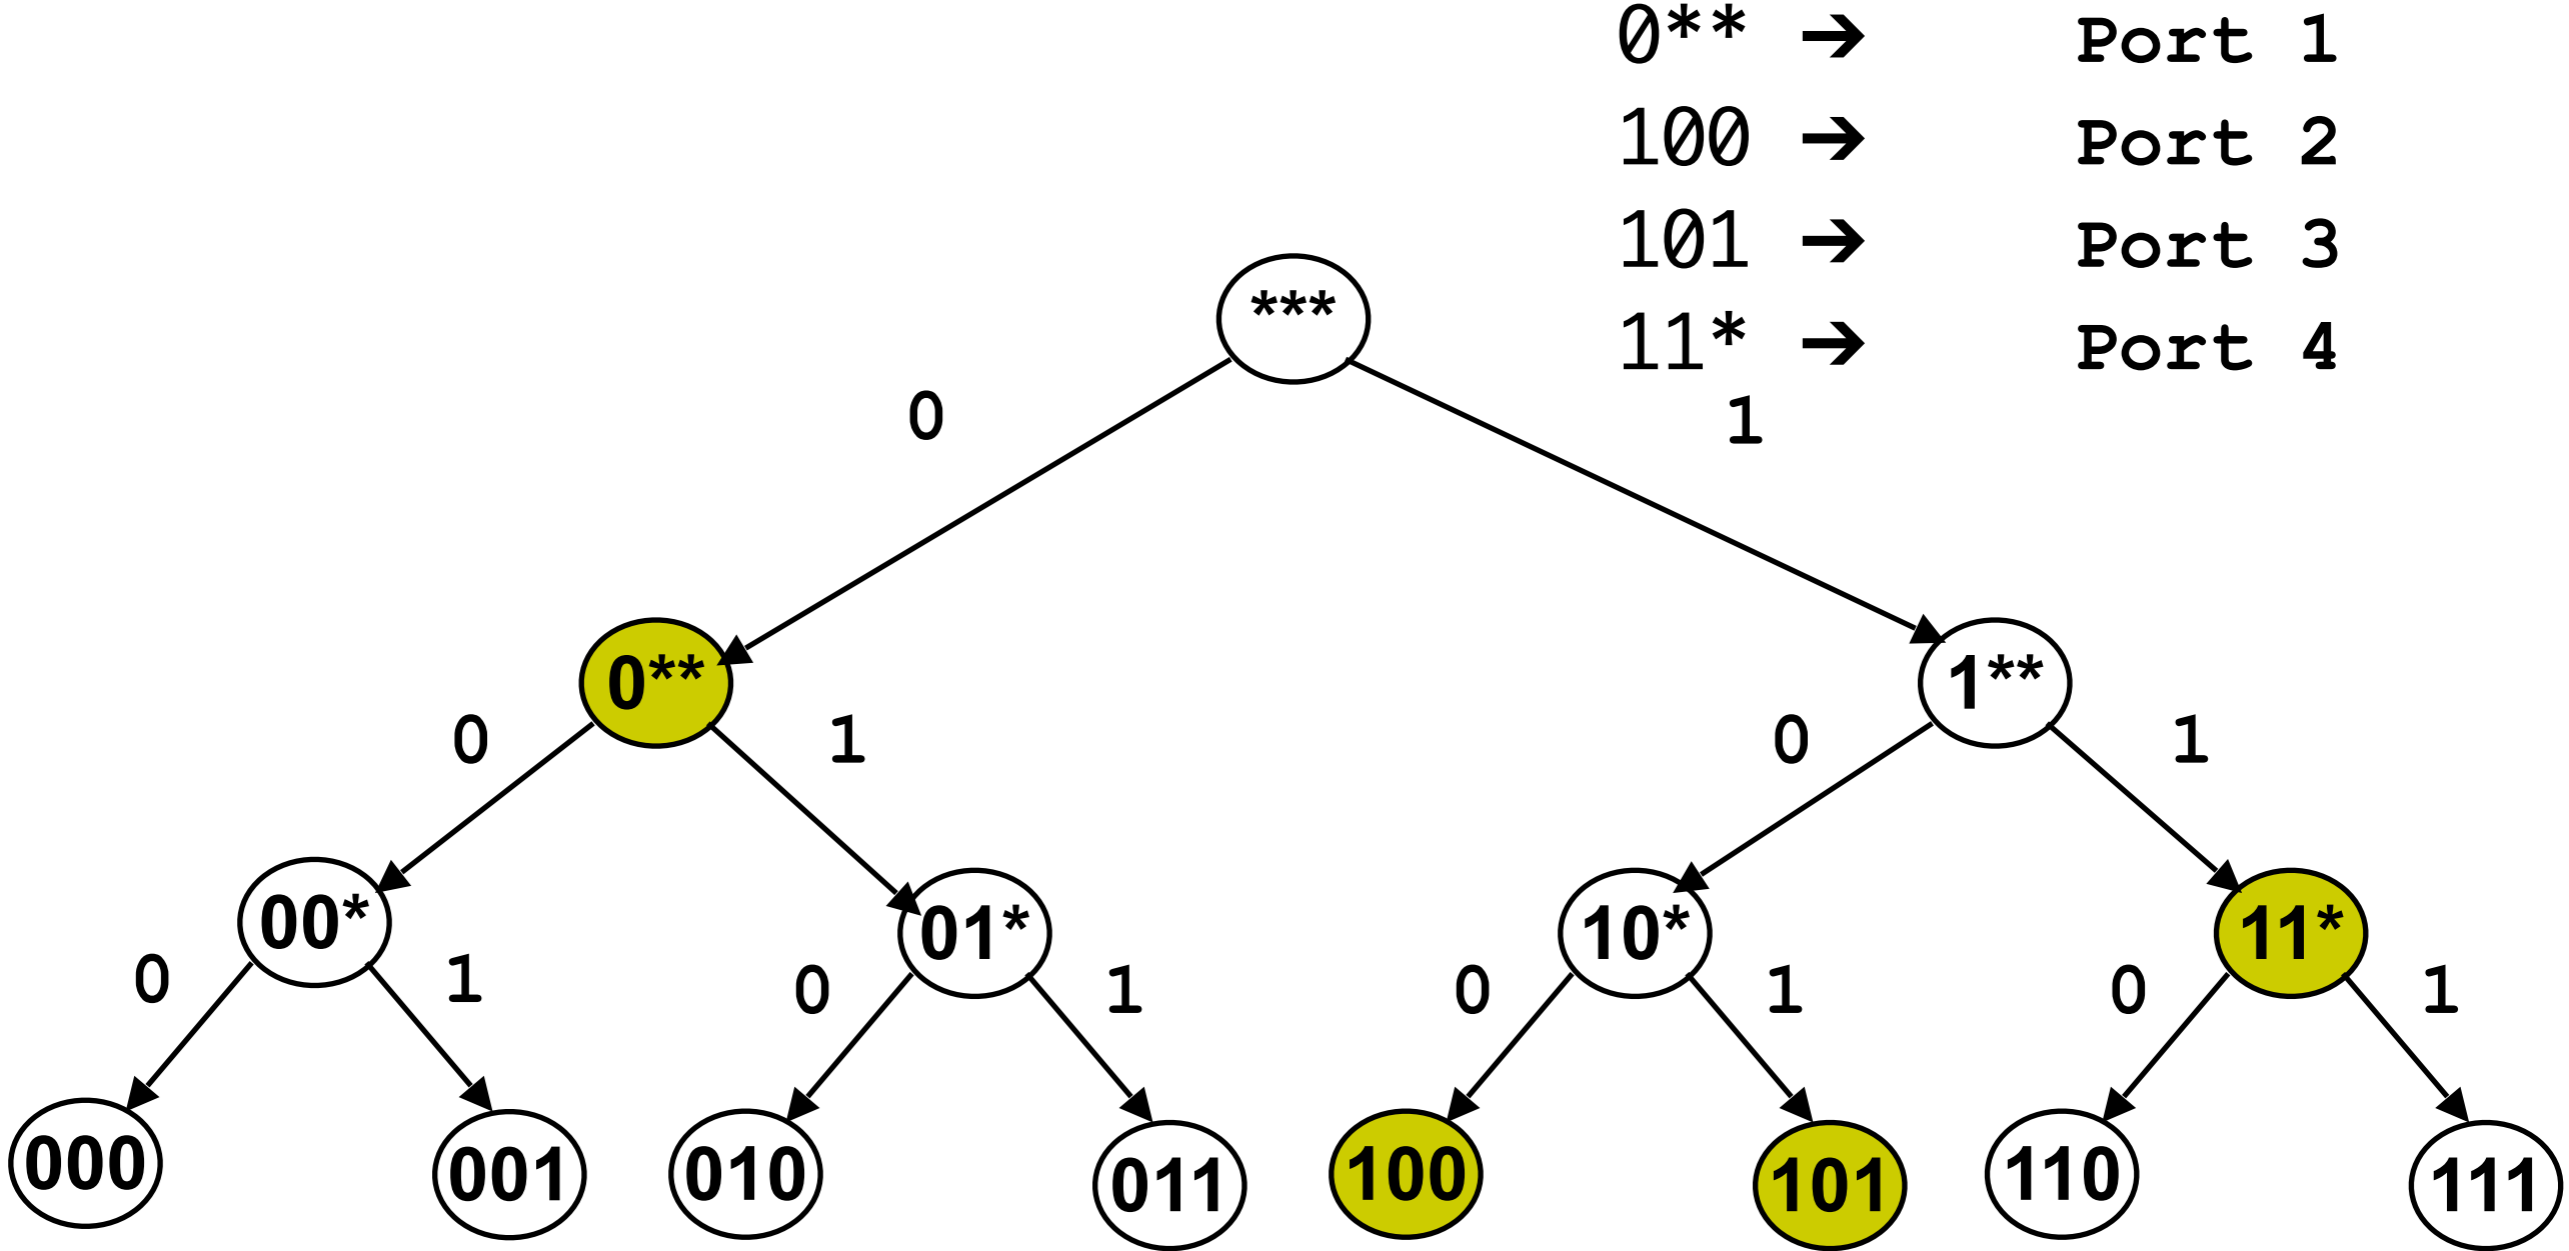 0** ➔ Port 1
100 ➔ Port 2
101 ➔ Port 3
11* ➔ Port 4
***
0 1
0** 1**
0 1 0 1
00* 01* 10* 11*
0 1 0 1 0 1 0 1
000 001 010 011 100 101 110 111